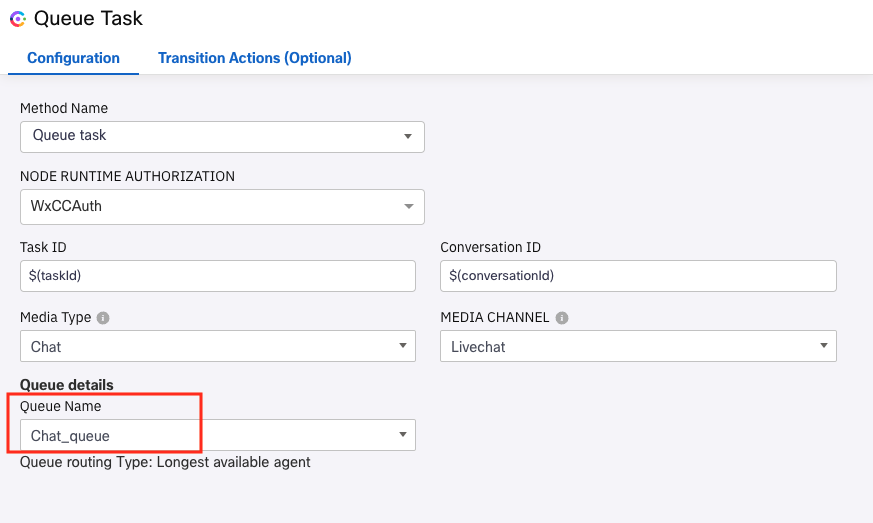 Queue Task
Configuration Transition Actions (Optional)
Method Name
Queue task
NODE RUNTIME AUTHORIZATION
WxCCAuth
Task ID Conversation ID
$(taskId) $(conversationId)
Media Type MEDIA CHANNEL
Chat Livechat
Queue details
Queue Name
Chat_queue
Queue routing Type: Longest available agent